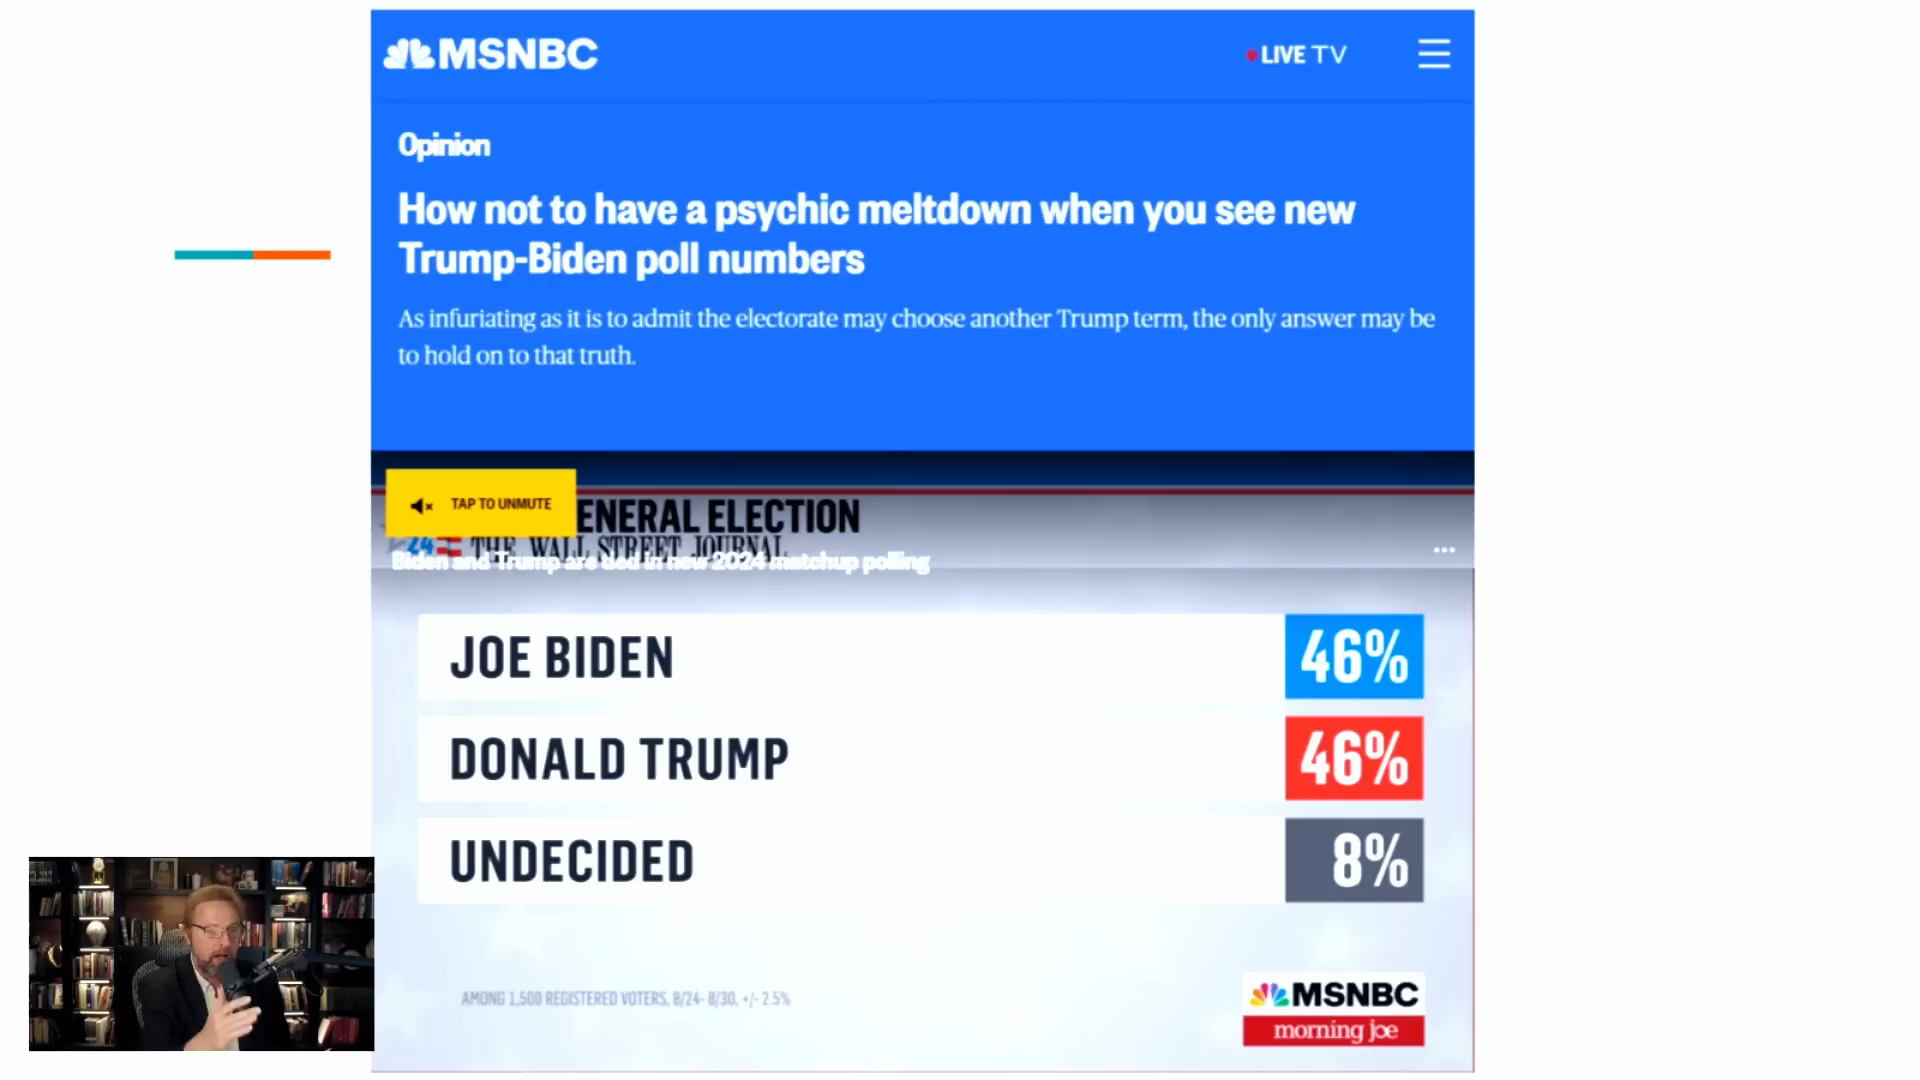 MSNBC
LIVE TV
Opinion
How not to have a psychic meltdown when you see new
Trump-Biden poll numbers
As infuriating as it is to admit the electorate may choose another Trump term, the only answer may be
to hold on to that truth.
TAP TO UNMUTE
ENERAL ELECTION
24 THE WALL STREET JOURNAL
Biden and Trump are tied in new 2024 matchup polling
JOE BIDEN 46%
DONALD TRUMP 46%
UNDECIDED 8%
AMONG 1,500 REGISTERED VOTERS, 8/24- 8/30, +/- 2.5%
MSNBC
morning joe